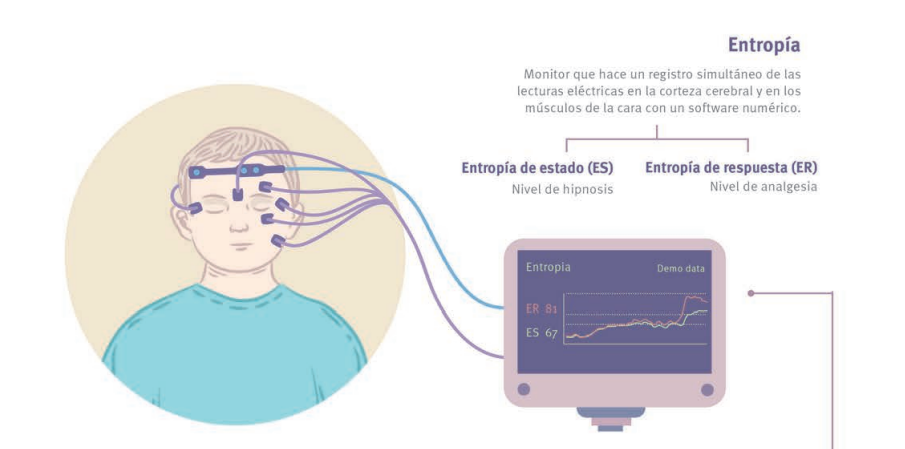 Entropía
Monitor que hace un registro simultáneo de las
lecturas eléctricas en la corteza cerebral y en los
músculos de la cara con un software numérico.
Entropía de estado (ES)
Nivel de hipnosis
Entropía de respuesta (ER)
Nivel de analgesia
Entropia
Demo data
ER 81
ES 67